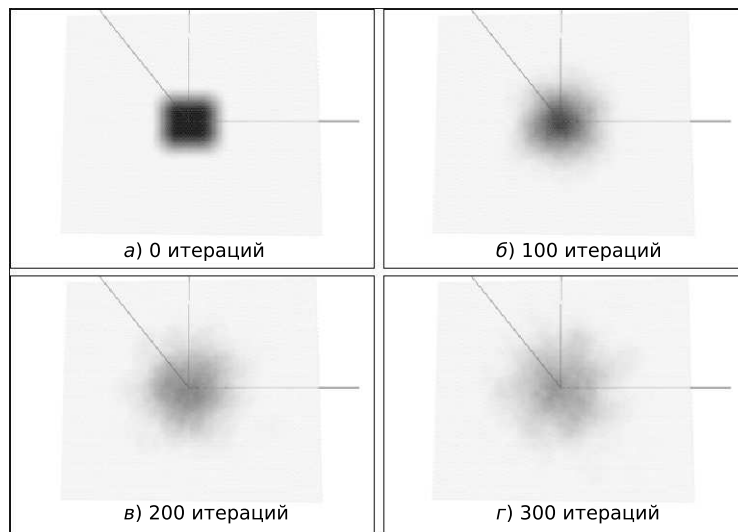 а) 0 итераций
б) 100 итераций
в) 200 итераций
г) 300 итераций